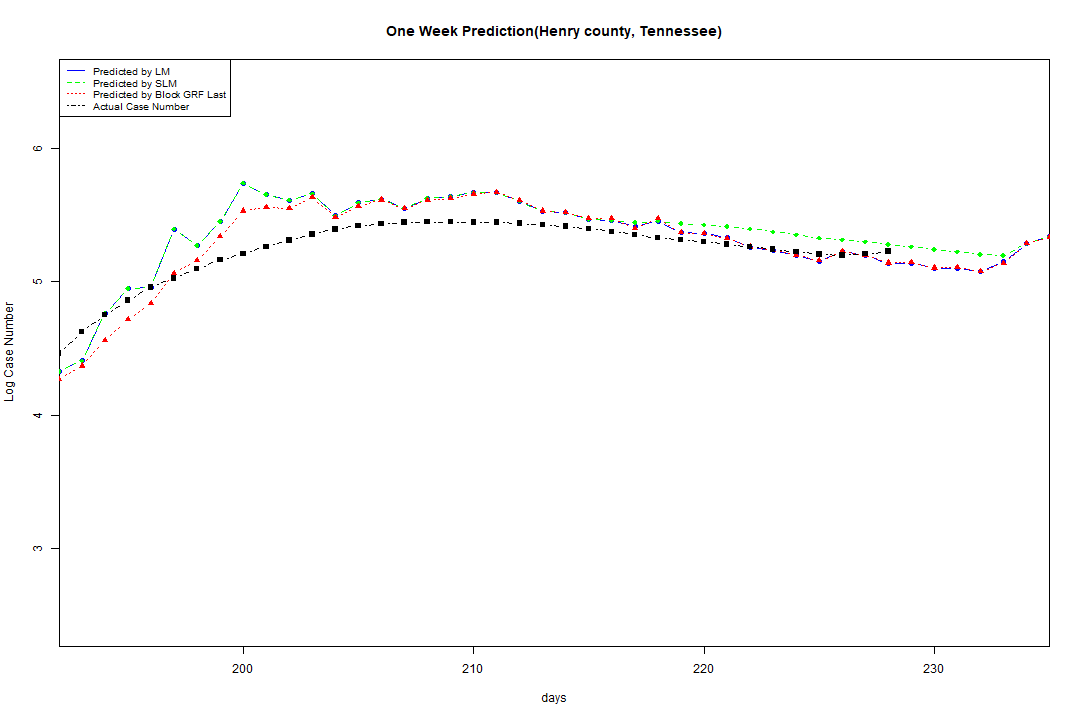 One Week Prediction(Henry county, Tennessee)
Predicted by LM
Predicted by SLM
Predicted by Block GRF Last
Actual Case Number
6
5
4
3
Log Case Number
200 210 220 230
days